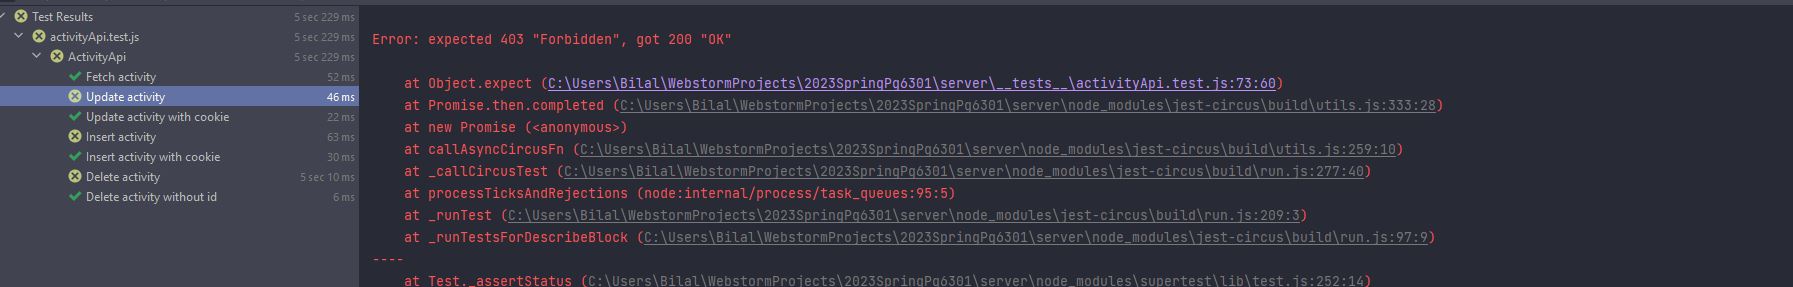 Test Results 5 sec 229 ms
activityApi.test.js 5 sec 229 ms
ActivityApi 5 sec 229 ms
Fetch activity 52 ms
Update activity 46 ms
Update activity with cookie 22 ms
Insert activity 63 ms
Insert activity with cookie 30 ms
Delete activity 5 sec 10 ms
Delete activity without id 6 ms
Error: expected 403 "Forbidden", got 200 "OK"
at Object.expect (C:\Users\Bilal\WebstormProjects\2023SpringPg6301\server\__tests__\activityApi.test.js:73:60)
at Promise.then.completed (C:\Users\Bilal\WebstormProjects\2023SpringPg6301\server\node_modules\jest-circus\build\utils.js:333:28)
at new Promise (<anonymous>)
at callAsyncCircusFn (C:\Users\Bilal\WebstormProjects\2023SpringPg6301\server\node_modules\jest-circus\build\utils.js:259:10)
at _callCircusTest (C:\Users\Bilal\WebstormProjects\2023SpringPg6301\server\node_modules\jest-circus\build\run.js:277:40)
at processTicksAndRejections (node:internal/process/task_queues:95:5)
at _runTest (C:\Users\Bilal\WebstormProjects\2023SpringPg6301\server\node_modules\jest-circus\build\run.js:209:3)
at _runTestsForDescribeBlock (C:\Users\Bilal\WebstormProjects\2023SpringPg6301\server\node_modules\jest-circus\build\run.js:97:9)
----
at Test._assertStatus (C:\Users\Bilal\WebstormProjects\2023SpringPg6301\server\node_modules\supertest\lib\test.js:252:14)